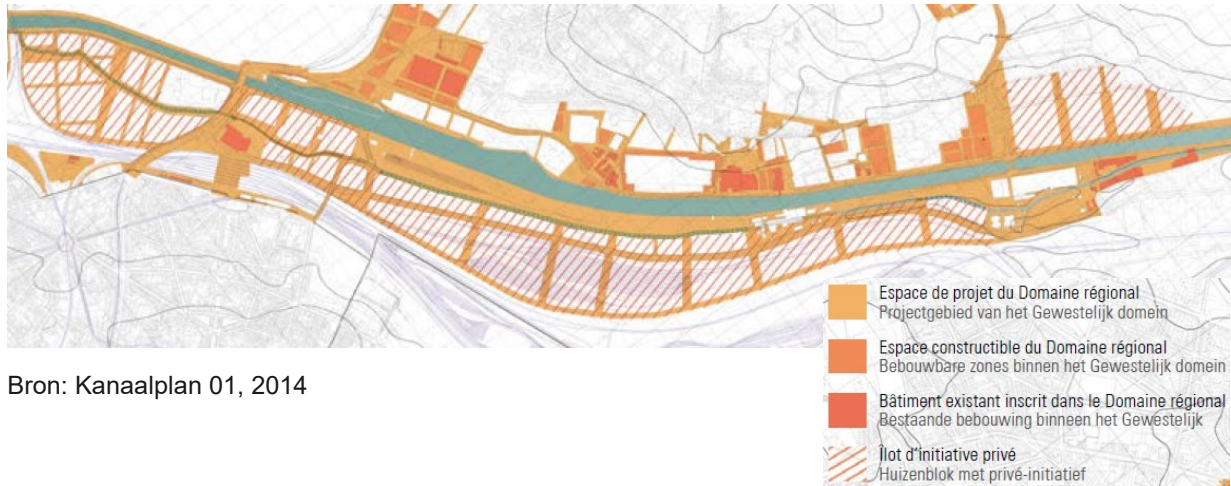 Bron: Kanaalplan 01, 2014
Espace de projet du Domaine régional
Projectgebied van het Gewestelijk domein
Espace constructible du Domaine régional
Bebouwbare zones binnen het Gewestelijk domein
Bâtiment existant inscrit dans le Domaine régional
Bestaande bebouwing binneen het Gewestelijk
Îlot d'initiative privé
Huizenblok met privé-initiatief